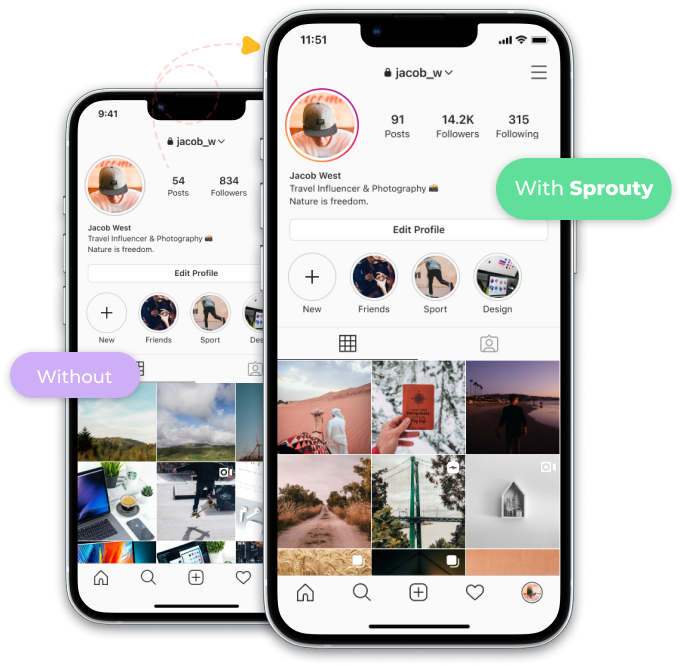 11:51
jacob_w
91
14.2K
315
Posts
Followers
Following
Jacob West
Travel Influencer & Photography
Nature is freedom.
Edit Profile
New
Friends
Sport
Design
With Sprouty
9:41
jacob_w
54
834
Posts
Followers
Jacob West
Travel Influencer & Photography
Nature is freedom.
Edit Profile
New
Friends
Sport
Des
Without